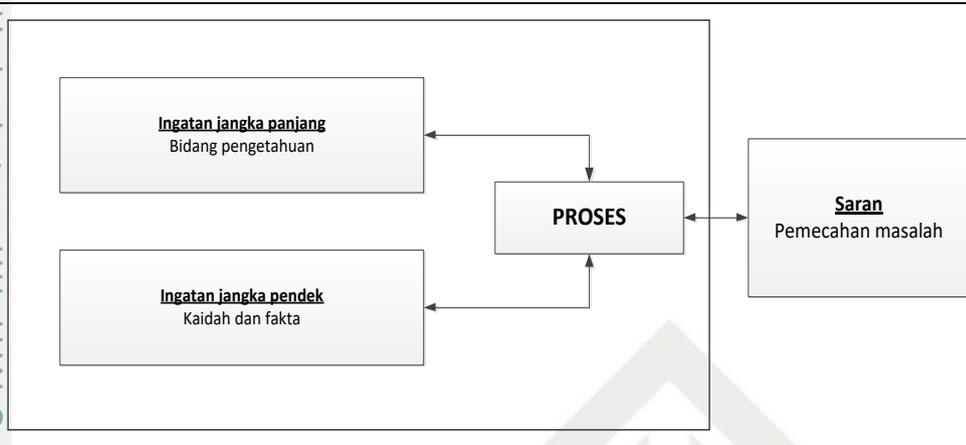 Ingatan jangka panjang
Bidang pengetahuan
PROSES
Saran
Pemecahan masalah
Ingatan jangka pendek
Kaidah dan fakta